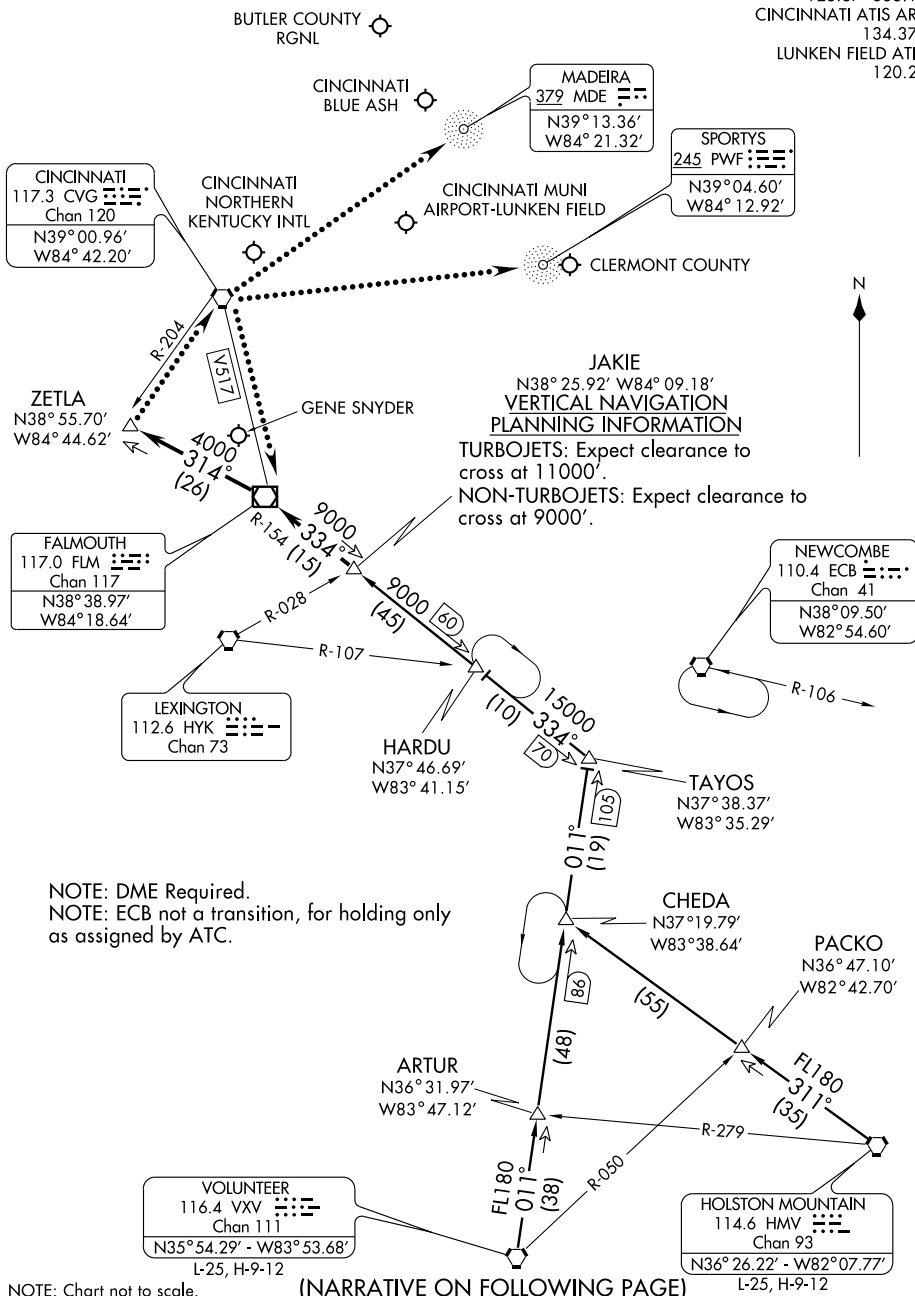 BUTLER COUNTY
RGNL
CINCINNATI ATIS AR
134.37
LUNKEN FIELD ATI
120.2
CINCINNATI
BLUE ASH
MADEIRA
379 MDE
N39°13.36'
W84°21.32'
SPORTYS
245 PWF
N39°04.60'
W84°12.92'
CINCINNATI
117.3 CVG
Chan 120
N39°00.96'
W84°42.20'
CINCINNATI
NORTHERN
KENTUCKY INTL
CINCINNATI MUNI
AIRPORT-LUNKEN FIELD
CLERMONT COUNTY
N
R-204
V517
ZETLA
N38°55.70'
W84°44.62'
GENE SNYDER
4000
314°
(26)
JAKIE
N38°25.92' W84°09.18'
VERTICAL NAVIGATION
PLANNING INFORMATION
TURBOJETS: Expect clearance to
cross at 11000'.
NON-TURBOJETS: Expect clearance to
cross at 9000'.
FALMOUTH
117.0 FLM
Chan 117
N38°38.97'
W84°18.64'
R-154
9000
334°
(15)
NEWCOMBE
110.4 ECB
Chan 41
N38°09.50'
W82°54.60'
R-106
R-028
R-107
9000
(45)
60
LEXINGTON
112.6 HYK
Chan 73
HARDU
N37°46.69'
W83°41.15'
15000
334°
(10)
70
TAYOS
N37°38.37'
W83°35.29'
105
011°
(19)
NOTE: DME Required.
NOTE: ECB not a transition, for holding only
as assigned by ATC.
CHEDA
N37°19.79'
W83°38.64'
PACKO
N36°47.10'
W82°42.70'
86
(48)
(55)
ARTUR
N36°31.97'
W83°47.12'
FL180
311°
(35)
R-279
R-050
FL180
011°
(38)
VOLUNTEER
116.4 VXV
Chan 111
N35°54.29' - W83°53.68'
L-25, H-9-12
HOLSTON MOUNTAIN
114.6 HMV
Chan 93
N36°26.22' - W82°07.77'
L-25, H-9-12
NOTE: Chart not to scale.
(NARRATIVE ON FOLLOWING PAGE)